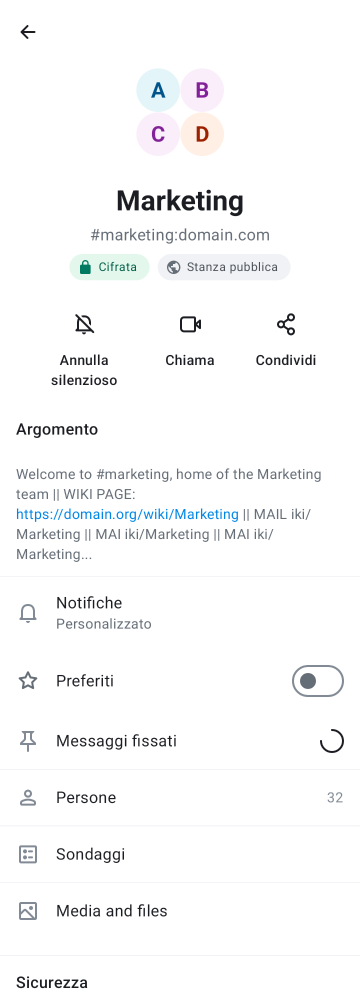 A B
C D
Marketing
#marketing:domain.com
Cifrata Stanza pubblica
Annulla silenzioso Chiama Condividi
Argomento
Welcome to #marketing, home of the Marketing
team || WIKI PAGE:
https://domain.org/wiki/Marketing || MAIL iki/
Marketing || MAI iki/Marketing || MAI iki/
Marketing...
Notifiche
Personalizzato
Preferiti
Messaggi fissati
Persone 32
Sondaggi
Media and files
Sicurezza